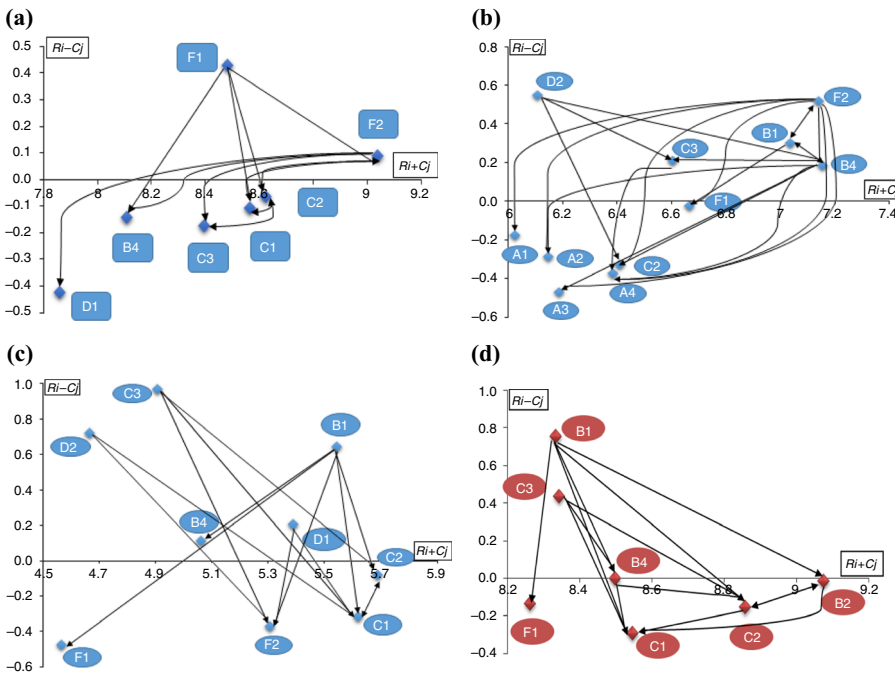 (a)
0.5
Ri–Cj
0.4
0.3
0.2
0.1
0.0
–0.1
–0.2
–0.3
–0.4
–0.5
7.8
8
8.2
8.4
8.6
8.8
9
9.2
Ri+Cj
F1
F2
B4
C3
C1
C2
D1
(b)
0.8
Ri–Cj
0.6
0.4
0.2
0.0
–0.2
–0.4
–0.6
6
6.2
6.4
6.6
6.8
7
7.2
7.4
Ri+C
D2
F2
B1
C3
B4
F1
A1
A2
C2
A4
A3
(c)
1.0
Ri–Cj
0.8
0.6
0.4
0.2
0.0
–0.2
–0.4
–0.6
4.5
4.7
4.9
5.1
5.3
5.5
5.7
5.9
Ri+Cj
C3
B1
D2
B4
D1
C2
C1
F2
F1
(d)
1.0
Ri–Cj
0.8
0.6
0.4
0.2
0.0
–0.2
–0.4
8.2
8.4
8.6
8.8
9
9.2
Ri+Cj
B1
C3
B4
B2
F1
C1
C2